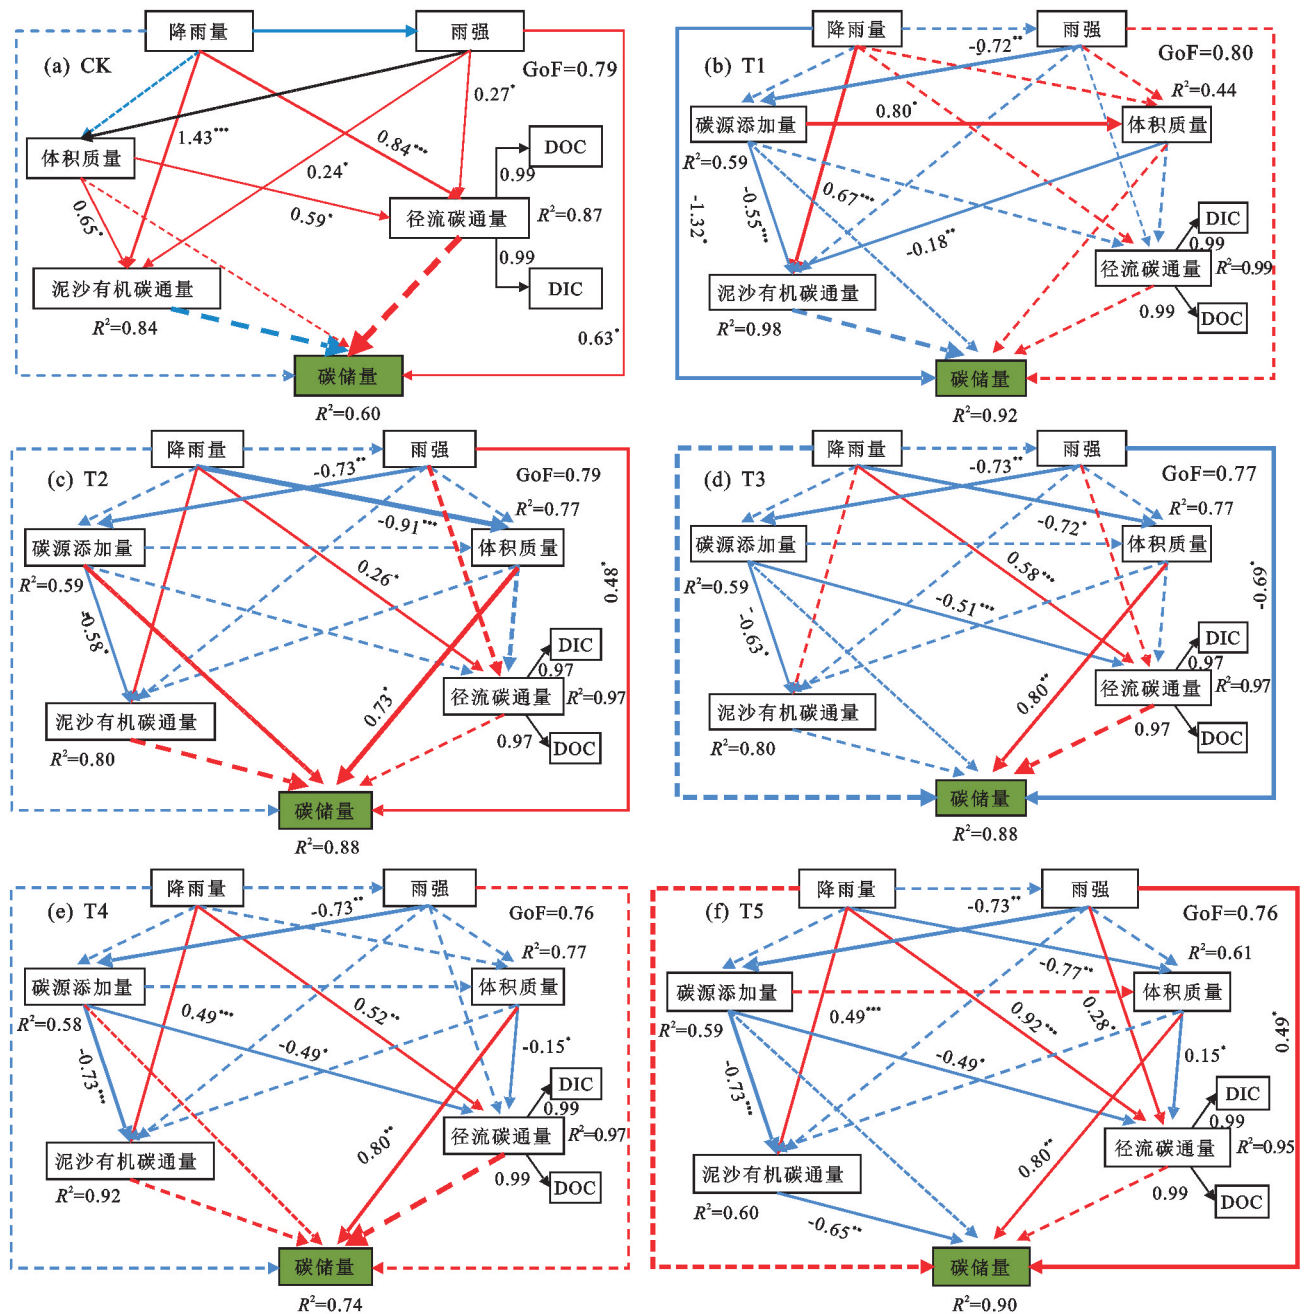 降雨量
雨强
(a) CK
GoF=0.79
0.27*
1.43***
0.84***
体积质量
DOC
0.99
0.24*
0.65*
0.59*
径流碳通量
R²=0.87
0.99
泥沙有机碳通量
DIC
R²=0.84
0.63*
碳储量
R²=0.60
降雨量
雨强
-0.72**
GoF=0.80
(b) T1
R²=0.44
碳源添加量
0.80*
体积质量
R²=0.59
-1.32*
-0.55***
0.67***
-0.18**
DIC
0.99
径流碳通量
R²=0.99
泥沙有机碳通量
0.99
DOC
R²=0.98
碳储量
R²=0.92
降雨量
雨强
-0.73**
GoF=0.79
(c) T2
R²=0.77
-0.91***
碳源添加量
体积质量
R²=0.59
0.26*
0.48*
-0.58*
DIC
0.97
径流碳通量
R²=0.97
0.73*
泥沙有机碳通量
0.97
DOC
R²=0.80
碳储量
R²=0.88
降雨量
雨强
-0.73**
GoF=0.77
(d) T3
R²=0.77
-0.72*
碳源添加量
体积质量
R²=0.59
0.58***
-0.69*
-0.51***
-0.63*
DIC
0.97
径流碳通量
R²=0.97
0.80**
泥沙有机碳通量
0.97
DOC
R²=0.80
碳储量
R²=0.88
降雨量
雨强
-0.73**
(e) T4
GoF=0.76
R²=0.77
碳源添加量
体积质量
R²=0.58
0.49***
0.52**
-0.49*
-0.15*
-0.73***
DIC
0.99
径流碳通量
R²=0.97
0.80**
泥沙有机碳通量
0.99
DOC
R²=0.92
碳储量
R²=0.74
降雨量
雨强
-0.73**
(f) T5
GoF=0.76
R²=0.61
-0.77**
碳源添加量
体积质量
R²=0.59
0.49***
0.92***
0.28*
0.49*
-0.49*
0.15*
-0.73***
DIC
0.99
径流碳通量
R²=0.95
0.80**
泥沙有机碳通量
0.99
DOC
R²=0.60
-0.65**
碳储量
R²=0.90